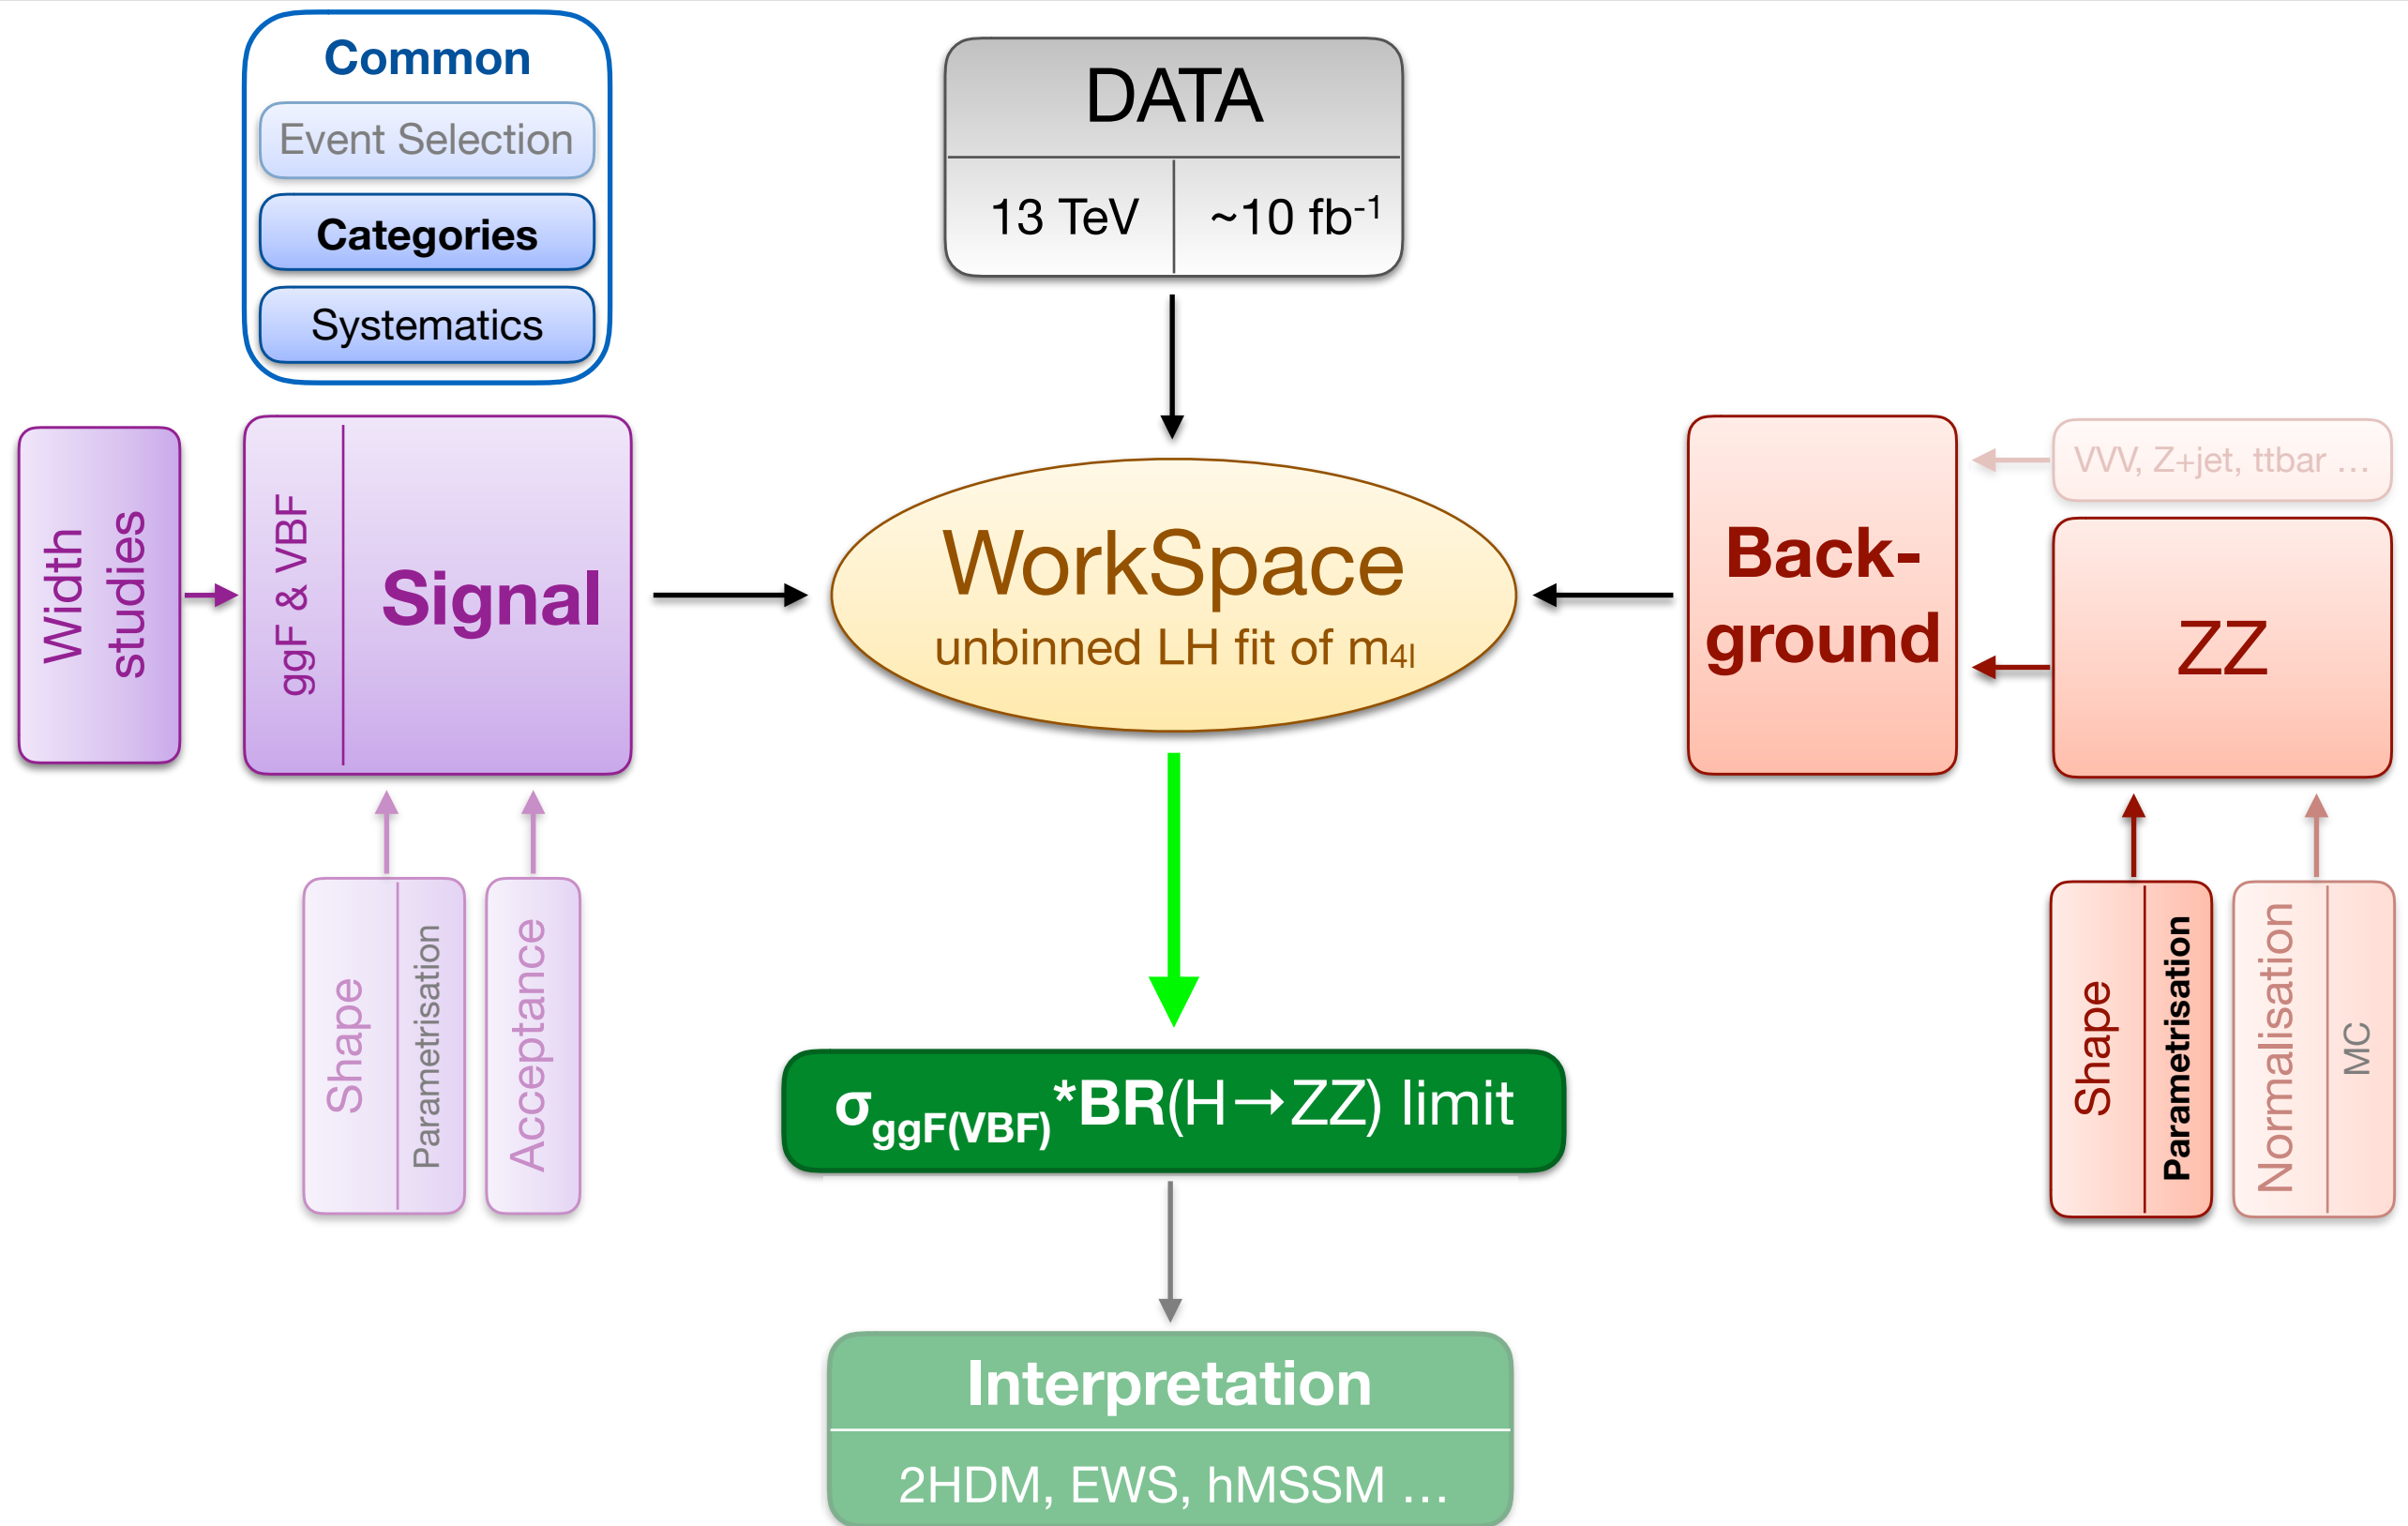 Common
Event Selection
Categories
Systematics
DATA
13 TeV
~10 fb-1
Width
studies
ggF & VBF
Signal
WorkSpace
unbinned LH fit of m4l
Back-
ground
VVV, Z+jet, ttbar …
ZZ
Shape
Parametrisation
Acceptance
Shape
Parametrisation
Normalisation
MC
σggF(VBF)*BR(H→ZZ) limit
Interpretation
2HDM, EWS, hMSSM …